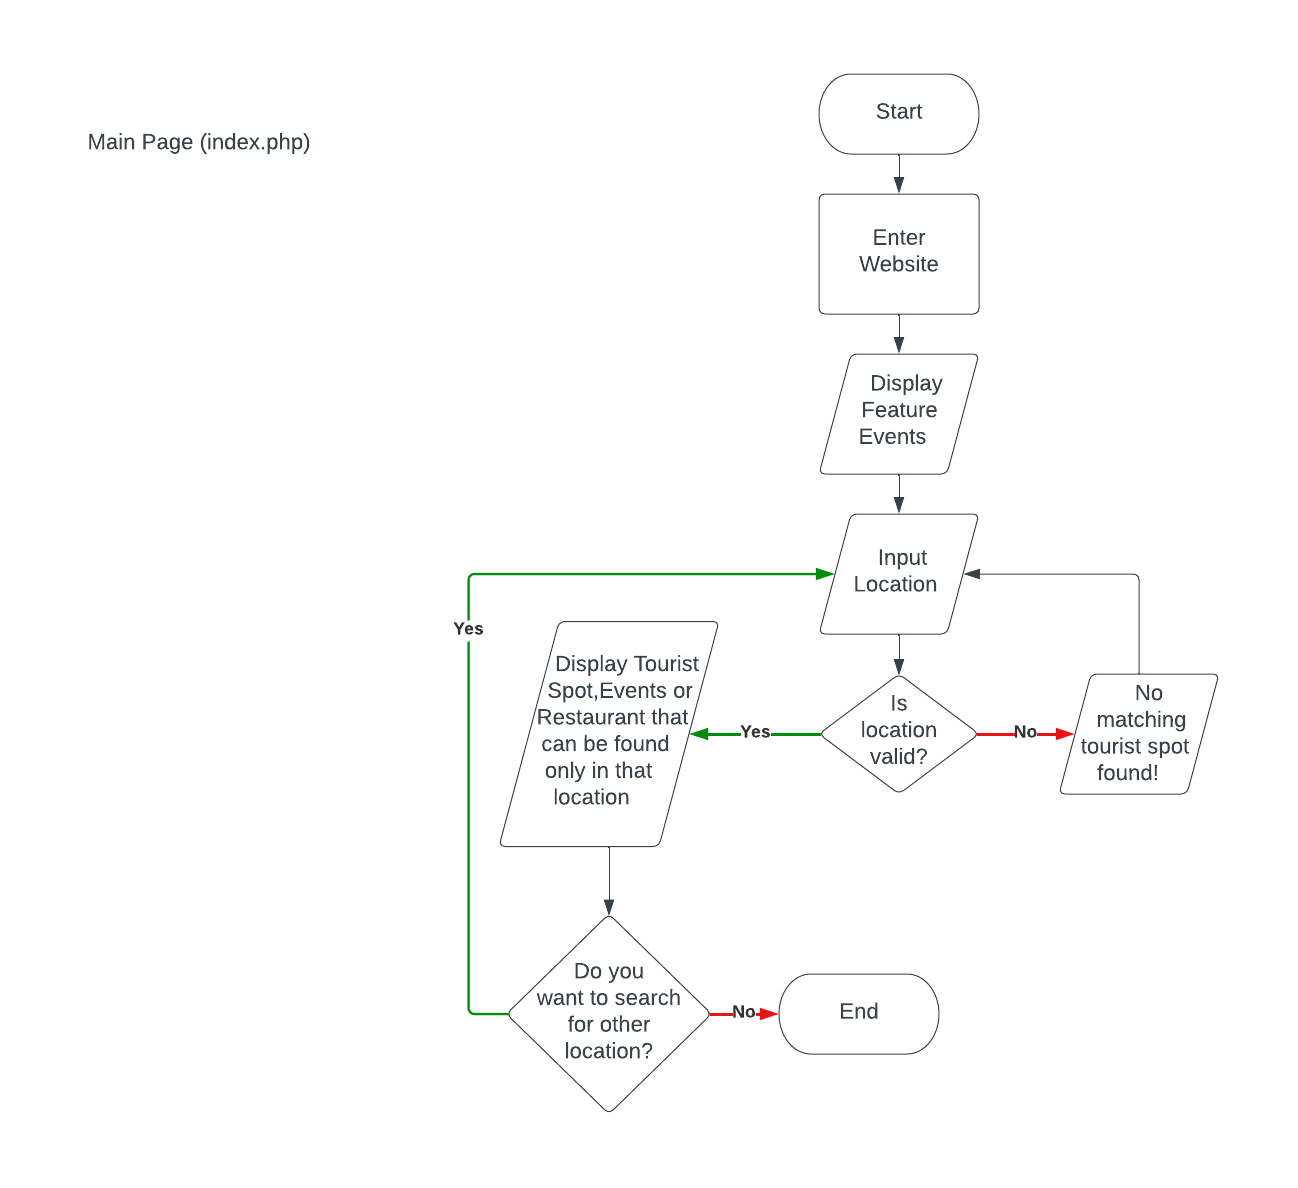 Main Page (index.php)
Start
Enter
Website
Display
Feature
Events
Input
Location
Is
location
valid?
No
No
matching
tourist spot
found!
Yes
Display Tourist
Spot,Events or
Restaurant that
can be found
only in that
location
Do you
want to search
for other
location?
Yes
No
End